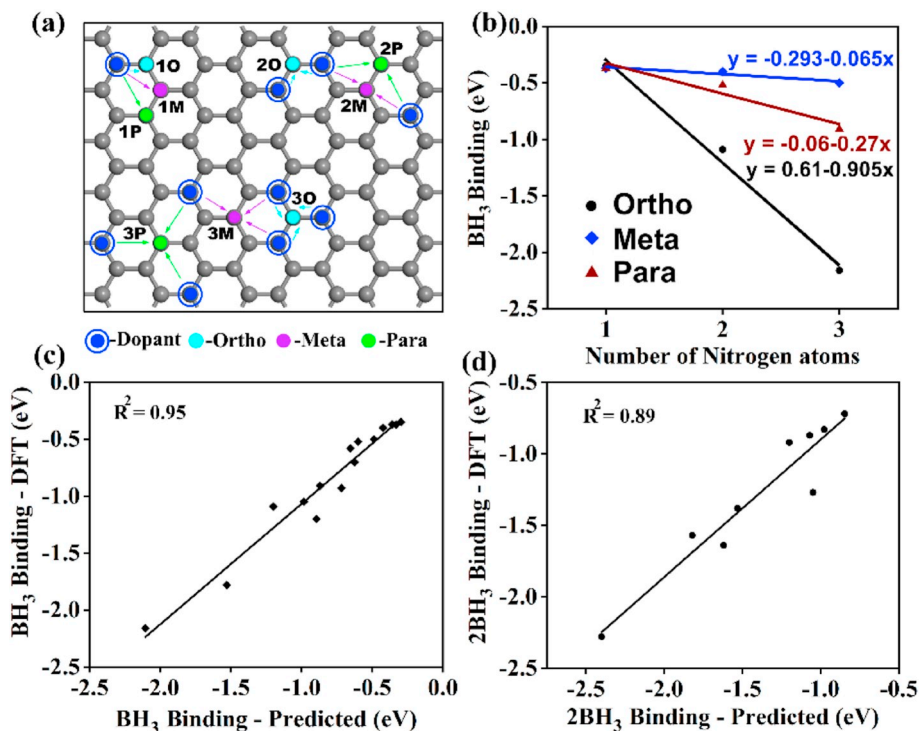 (a)
1O
1M
1P
2O
2P
2M
3O
3M
3P
-Dopant -Ortho -Meta -Para
(b)
BH3 Binding (eV)
0.0
-0.5
-1.0
-1.5
-2.0
-2.5
y = -0.293-0.065x
y = -0.06-0.27x
y = 0.61-0.905x
Ortho
Meta
Para
1 2 3
Number of Nitrogen atoms
(c)
BH3 Binding - DFT (eV)
0.0
-0.5
-1.0
-1.5
-2.0
-2.5
R2 = 0.95
-2.5 -2.0 -1.5 -1.0 -0.5 0.0
BH3 Binding - Predicted (eV)
(d)
2BH3 Binding - DFT (eV)
-0.5
-1.0
-1.5
-2.0
-2.5
R2 = 0.89
-2.5 -2.0 -1.5 -1.0 -0.5
2BH3 Binding - Predicted (eV)